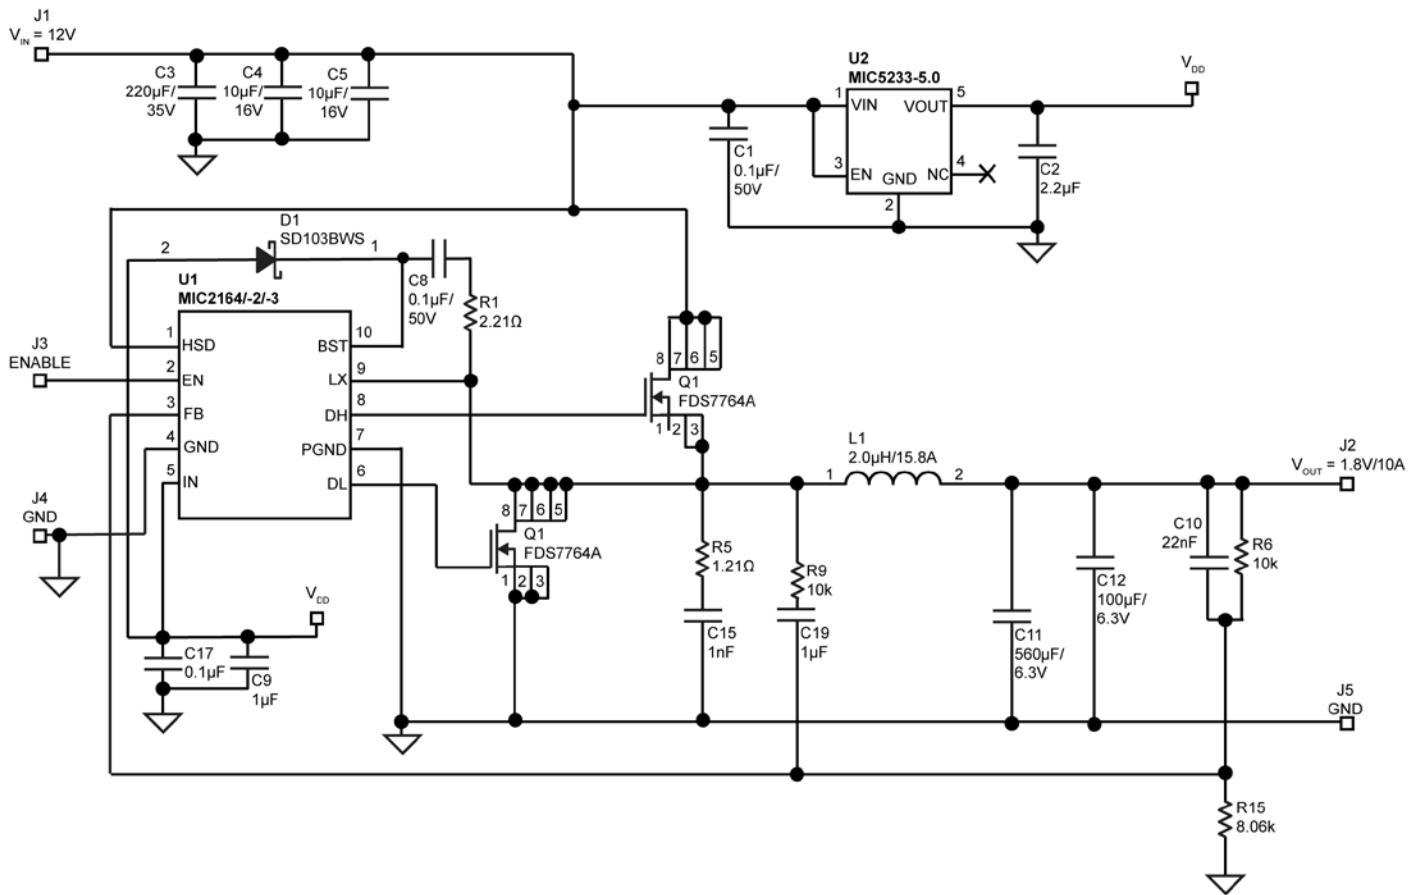 J1
V_IN = 12V
C3
220µF/
35V
C4
10µF/
16V
C5
10µF/
16V
U2
MIC5233-5.0
1
VIN
VOUT
5
3
EN
GND
NC
4
2
C1
0.1µF/
50V
C2
2.2µF
V_DD
D1
SD103BWS
2
1
U1
MIC2164/-2/-3
C8
0.1µF/
50V
R1
2.21Ω
1
HSD
BST
10
J3
ENABLE
2
EN
LX
9
3
FB
DH
8
4
GND
PGND
7
5
IN
DL
6
J4
GND
8
7
6
5
Q1
FDS7764A
1
2
3
8
7
6
5
Q1
FDS7764A
1
2
3
L1
2.0µH/15.8A
1
2
J2
V_OUT = 1.8V/10A
R5
1.21Ω
C15
1nF
R9
10k
C19
1µF
C11
560µF/
6.3V
C12
100µF/
6.3V
C10
22nF
R6
10k
V_DD
C17
0.1µF
C9
1µF
J5
GND
R15
8.06k